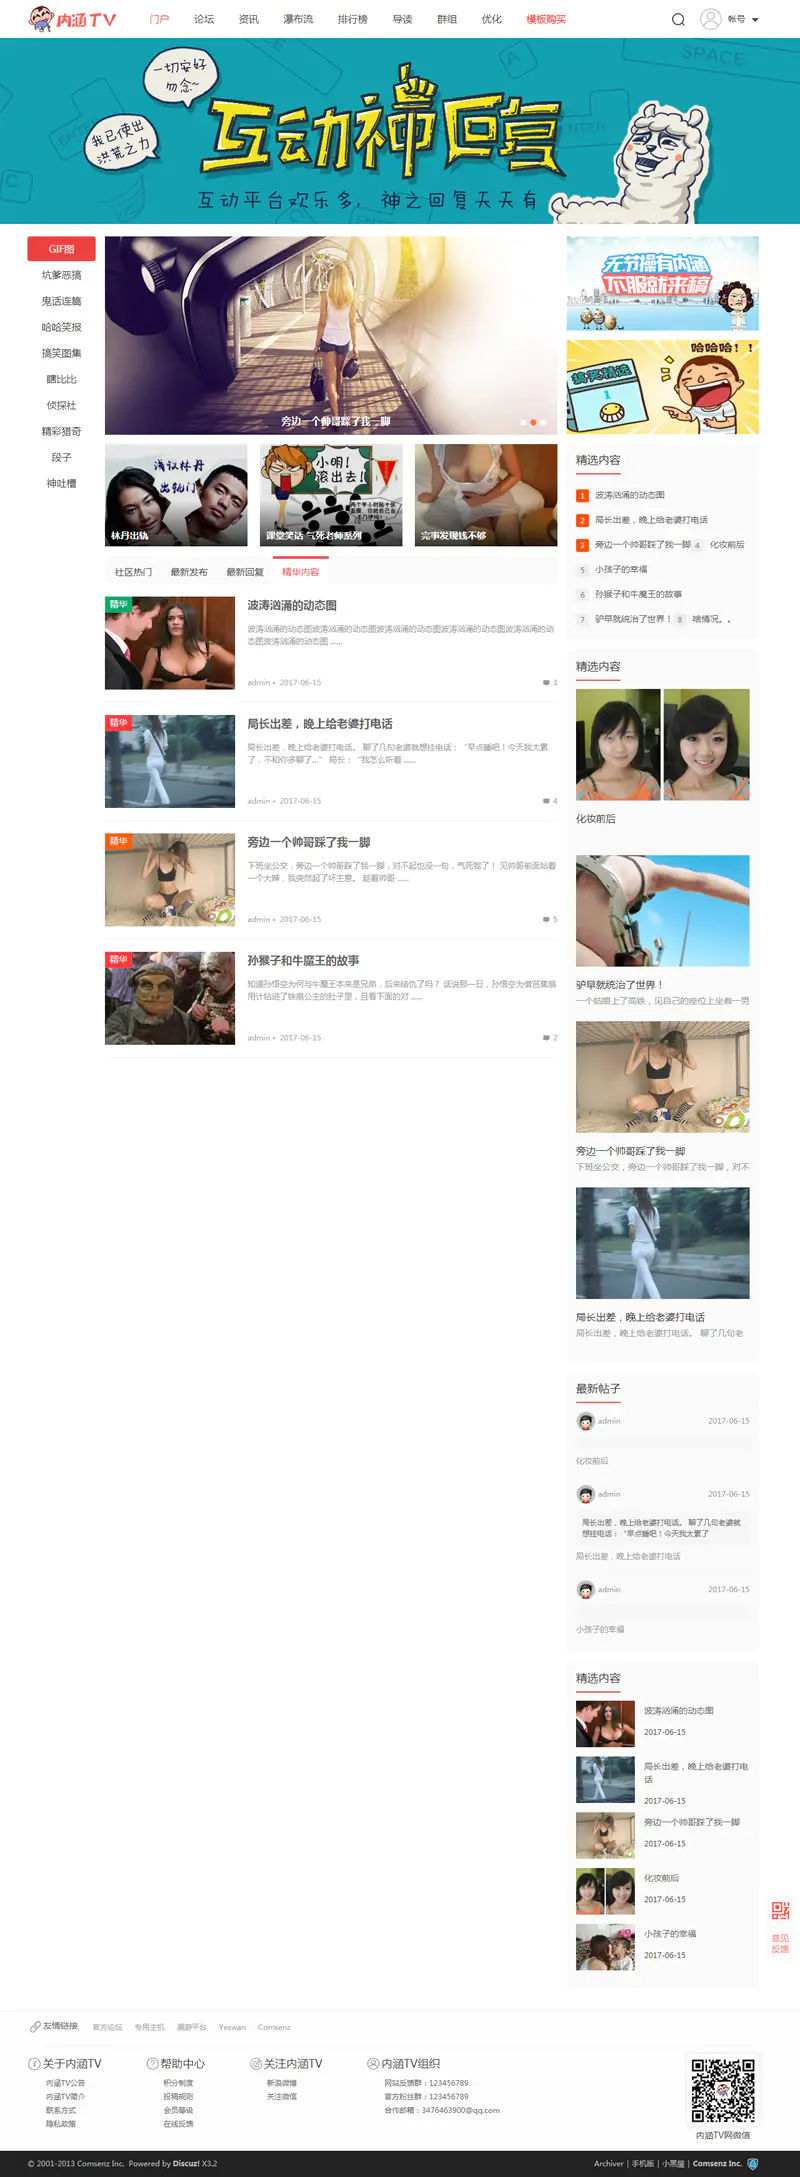 内涵TV
门户 论坛 资讯 瀑布流 排行榜 导读 群组 优化 模板购买
帐号
一切安好
勿念~
我已使出
洪荒之力
互动神回复
互动平台欢乐多，神之回复天天有
SPACE
ENTER
GIF图
坑爹恶搞
鬼话连篇
哈哈笑报
搞笑图集
瞎比比
侦探社
精彩猎奇
段子
神吐槽
旁边一个帅哥踩了我一脚
浅议林丹
出轨门
林丹出轨
小明！
滚出去！
课堂笑话 气死老师系列
完事发现钱不够
社区热门 最新发布 最新回复 精华内容
精华
波涛汹涌的动态图
波涛汹涌的动态图波涛汹涌的动态图波涛汹涌的动态图波涛汹涌的动态图波涛汹涌的动
态图波涛汹涌的动态图 ......
admin • 2017-06-15
3
精华
局长出差，晚上给老婆打电话
局长出差，晚上给老婆打电话。 聊了几句老婆就想挂电话：“早点睡吧！今天我太累
了，不和你多聊了...” 局长：“我怎么听着 ......
admin • 2017-06-15
4
精华
旁边一个帅哥踩了我一脚
下班坐公交，旁边一个帅哥踩了我一脚，对不起也没一句，气死我了！ 见帅哥前面站着
一个大婶，我突然起了坏主意。 趁着帅哥 ......
admin • 2017-06-15
5
精华
孙猴子和牛魔王的故事
知道孙悟空为何与牛魔王本来是兄弟，后来结仇了吗？ 话说那一日，孙悟空为借芭蕉扇
用计钻进了铁扇公主的肚子里，且看下面的对 ......
admin • 2017-06-15
2
无节操有内涵
不服就来稿
哈哈哈！！
搞笑精选
1
精选内容
1 波涛汹涌的动态图
2 局长出差，晚上给老婆打电话
3 旁边一个帅哥踩了我一脚 4 化妆前后
5 小孩子的幸福
6 孙猴子和牛魔王的故事
7 驴早就统治了世界！ 8 啥情况。。
精选内容
化妆前后
驴早就统治了世界！
一个姑娘上了高铁，见自己的座位上坐着一男
旁边一个帅哥踩了我一脚
下班坐公交，旁边一个帅哥踩了我一脚，对不
局长出差，晚上给老婆打电话
局长出差，晚上给老婆打电话。 聊了几句老
最新帖子
admin 2017-06-15
化妆前后
admin 2017-06-15
局长出差，晚上给老婆打电话。 聊了几句老婆就
想挂电话：“早点睡吧！今天我太累了
局长出差，晚上给老婆打电话
admin 2017-06-15
小孩子的幸福
精选内容
波涛汹涌的动态图
2017-06-15
局长出差，晚上给老婆打电
话
2017-06-15
旁边一个帅哥踩了我一脚
2017-06-15
化妆前后
2017-06-15
小孩子的幸福
2017-06-15
意见
反馈
友情链接 官方论坛 专用主机 漫游平台 Yeswan Comsenz
关于内涵TV
内涵TV公告
内涵TV简介
联系方式
隐私政策
帮助中心
积分制度
投稿规则
会员等级
在线反馈
关注内涵TV
新浪微博
关注微信
内涵TV组织
网站反馈群：123456789
官方粉丝群：123456789
合作邮箱：3476463900@qq.com
内涵TV网微信
© 2001-2013 Comsenz Inc. Powered by Discuz! X3.2
Archiver | 手机版 | 小黑屋 | Comsenz Inc.